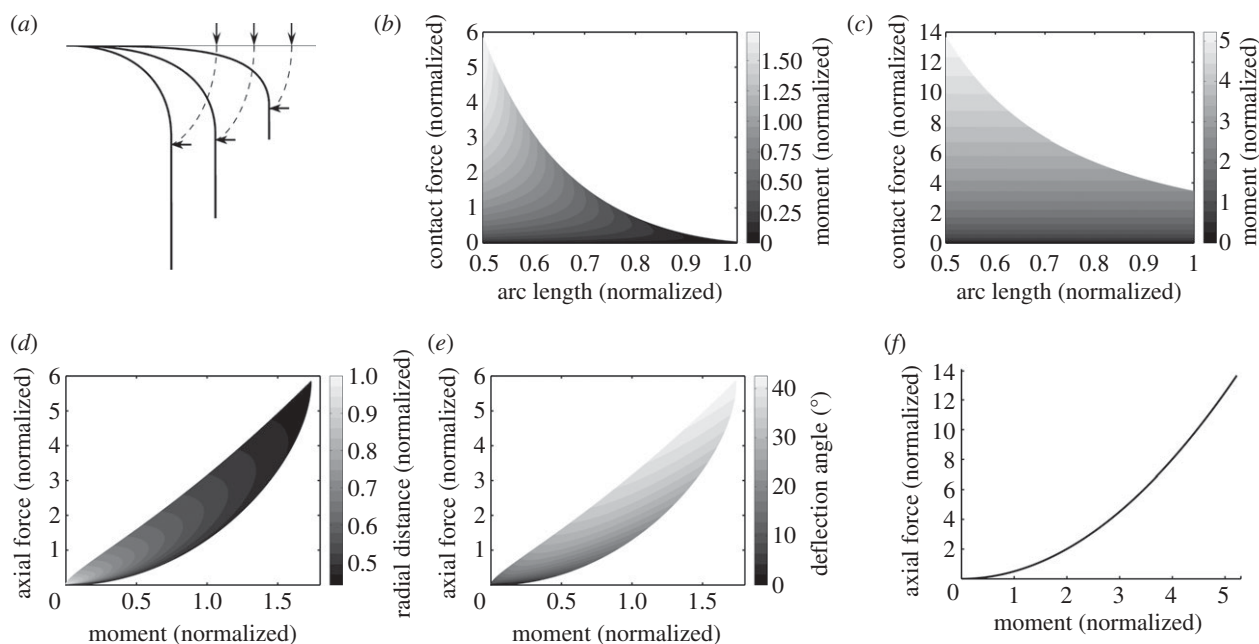 (a)
(b)
6
5
4
3
2
1
0
0.5 0.6 0.7 0.8 0.9 1.0
contact force (normalized)
arc length (normalized)
1.50
1.25
1.00
0.75
0.50
0.25
0
moment (normalized)
(c)
14
12
10
8
6
4
2
0
0.5 0.6 0.7 0.8 0.9 1
contact force (normalized)
arc length (normalized)
5
4
3
2
1
0
moment (normalized)
(d)
6
5
4
3
2
1
0 0.5 1.0 1.5
axial force (normalized)
moment (normalized)
1.0
0.9
0.8
0.7
0.6
0.5
radial distance (normalized)
(e)
6
5
4
3
2
1
0 0.5 1.0 1.5
axial force (normalized)
moment (normalized)
40
30
20
10
0
deflection angle (°)
(f)
14
12
10
8
6
4
2
0 1 2 3 4 5
axial force (normalized)
moment (normalized)